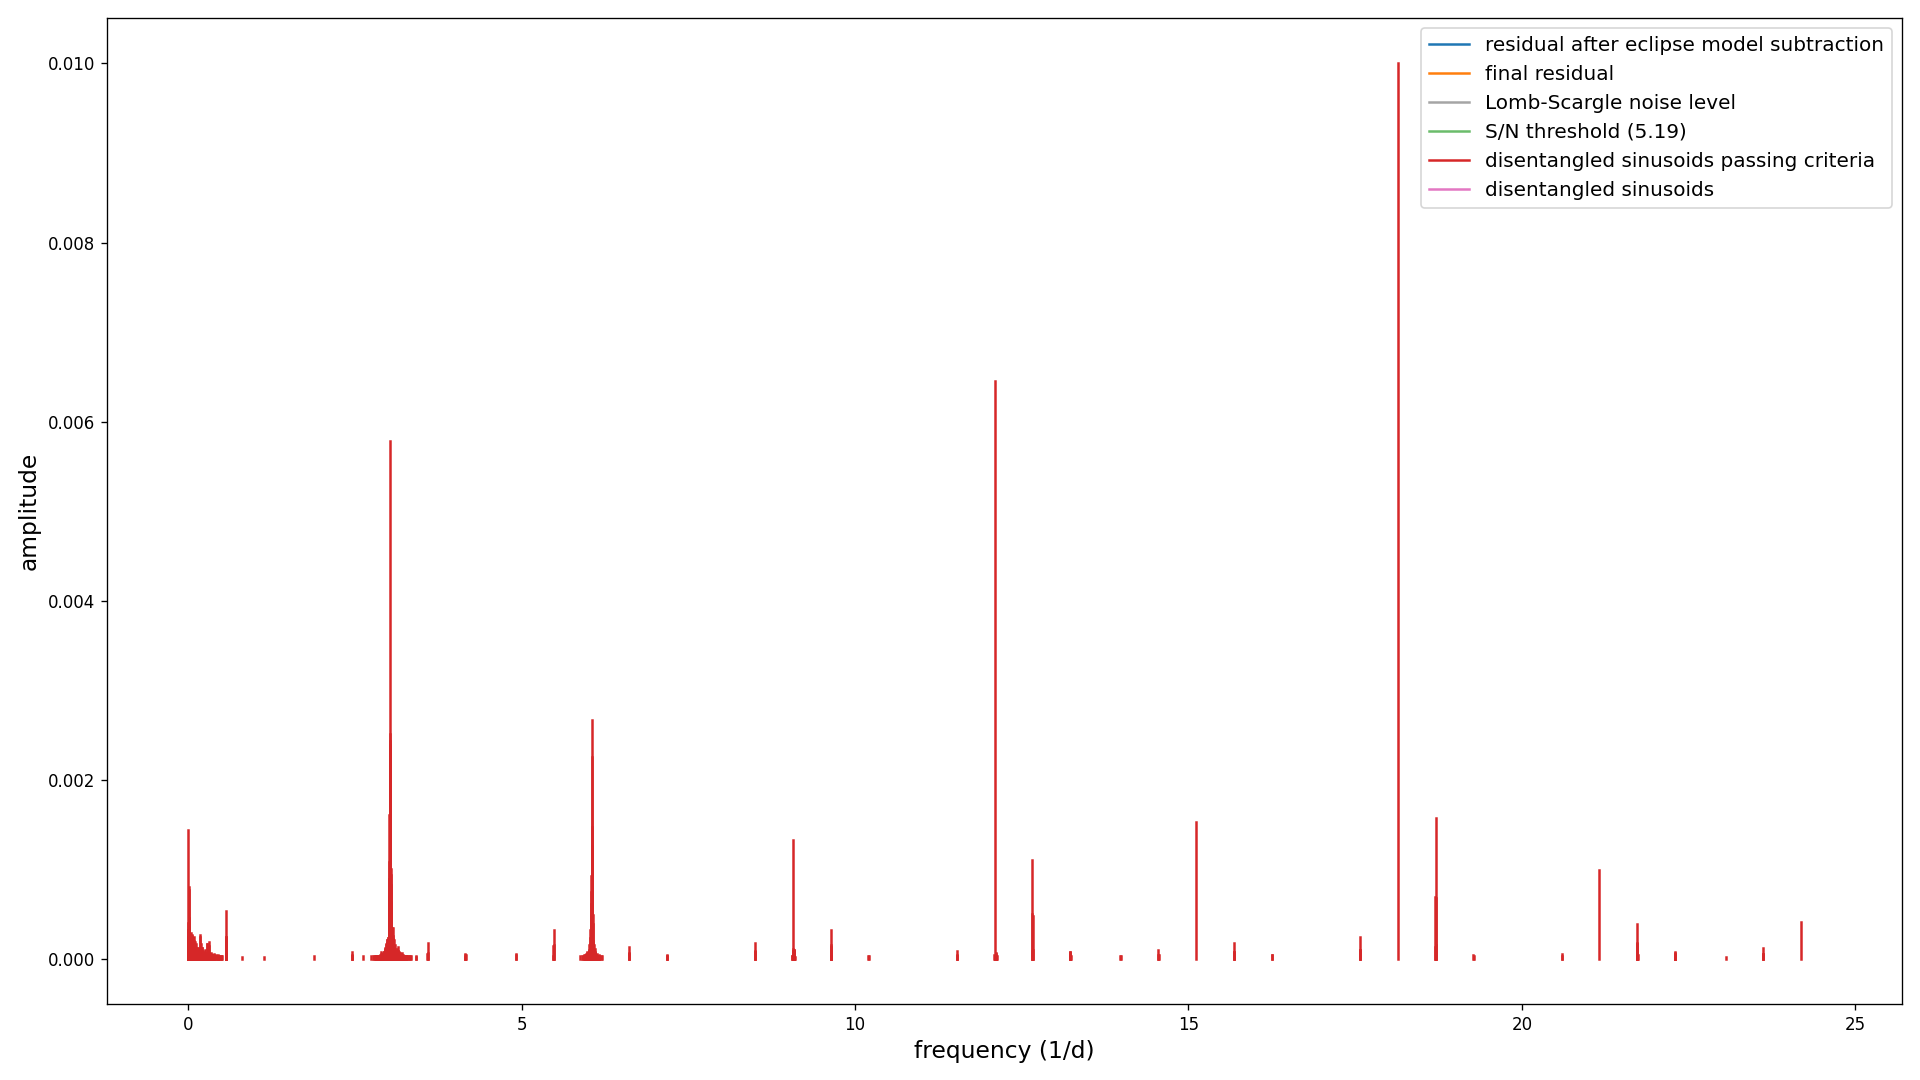 residual after eclipse model subtraction
final residual
Lomb-Scargle noise level
S/N threshold (5.19)
disentangled sinusoids passing criteria
disentangled sinusoids
0.010
0.008
0.006
0.004
0.002
0.000
amplitude
0 5 10 15 20 25
frequency (1/d)